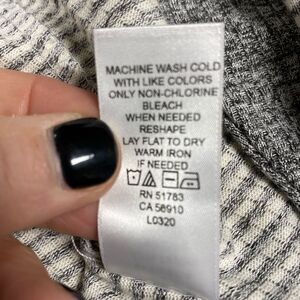 MACHINE WASH COLD
WITH LIKE COLORS
ONLY NON-CHLORINE
BLEACH
WHEN NEEDED
RESHAPE
LAY FLAT TO DRY
WARM IRON
IF NEEDED
RN 51783
CA 56910
L0320